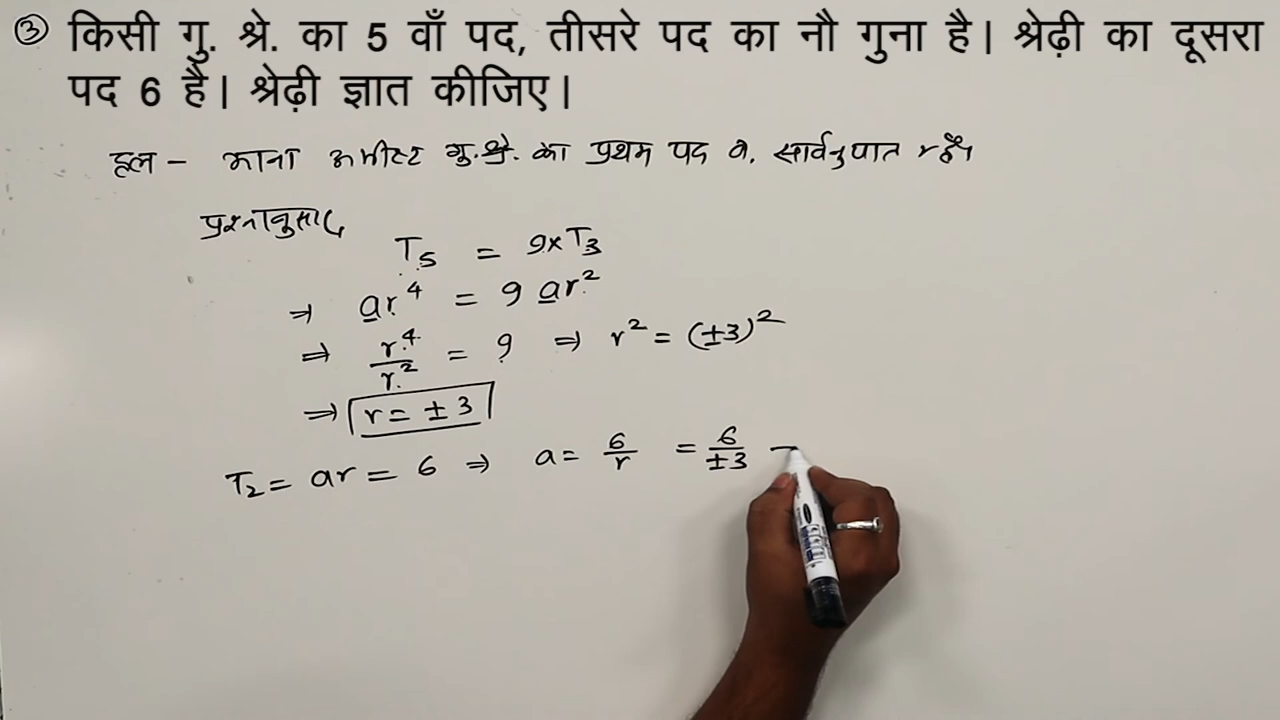 ③ किसी गु. श्रे. का 5 वाँ पद, तीसरे पद का नौ गुना है। श्रेढ़ी का दूसरा
पद 6 है। श्रेढ़ी ज्ञात कीजिए।
हल - माना अभीष्ट गु. श्रे. का प्रथम पद a, सार्वनुपात r है।
प्रश्नानुसार,
T₅ = 9×T₃
⇒ ar⁴ = 9 ar²
⇒ r⁴/r² = 9 ⇒ r² = (±3)²
⇒ r = ±3
T₂ = ar = 6 ⇒ a = 6/r = 6/±3